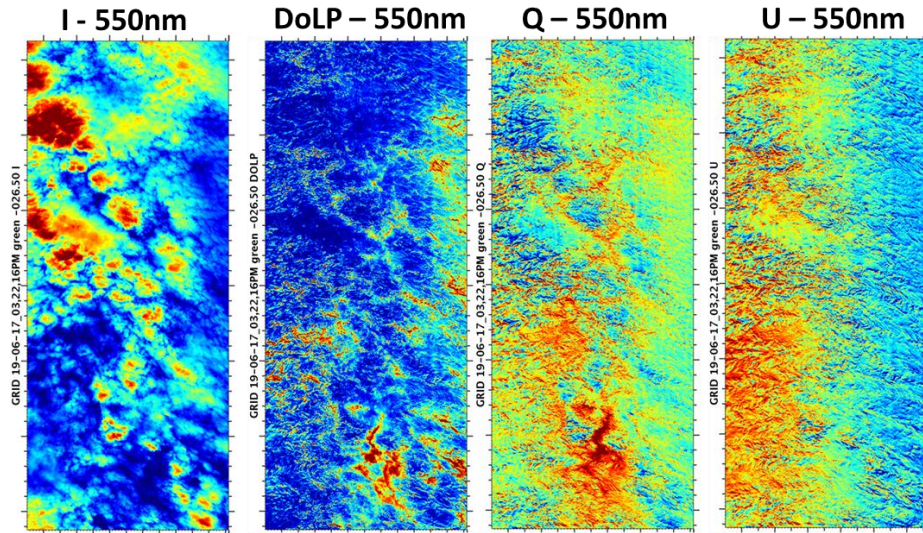 I - 550nm
DoLP – 550nm
Q – 550nm
U – 550nm
GRID 19-06-17_03,22,16PM green -026.50 I
GRID 19-06-17_03,22,16PM green -026.50 DOLP
GRID 19-06-17_03,22,16PM green -026.50 Q
GRID 19-06-17_03,22,16PM green -026.50 U